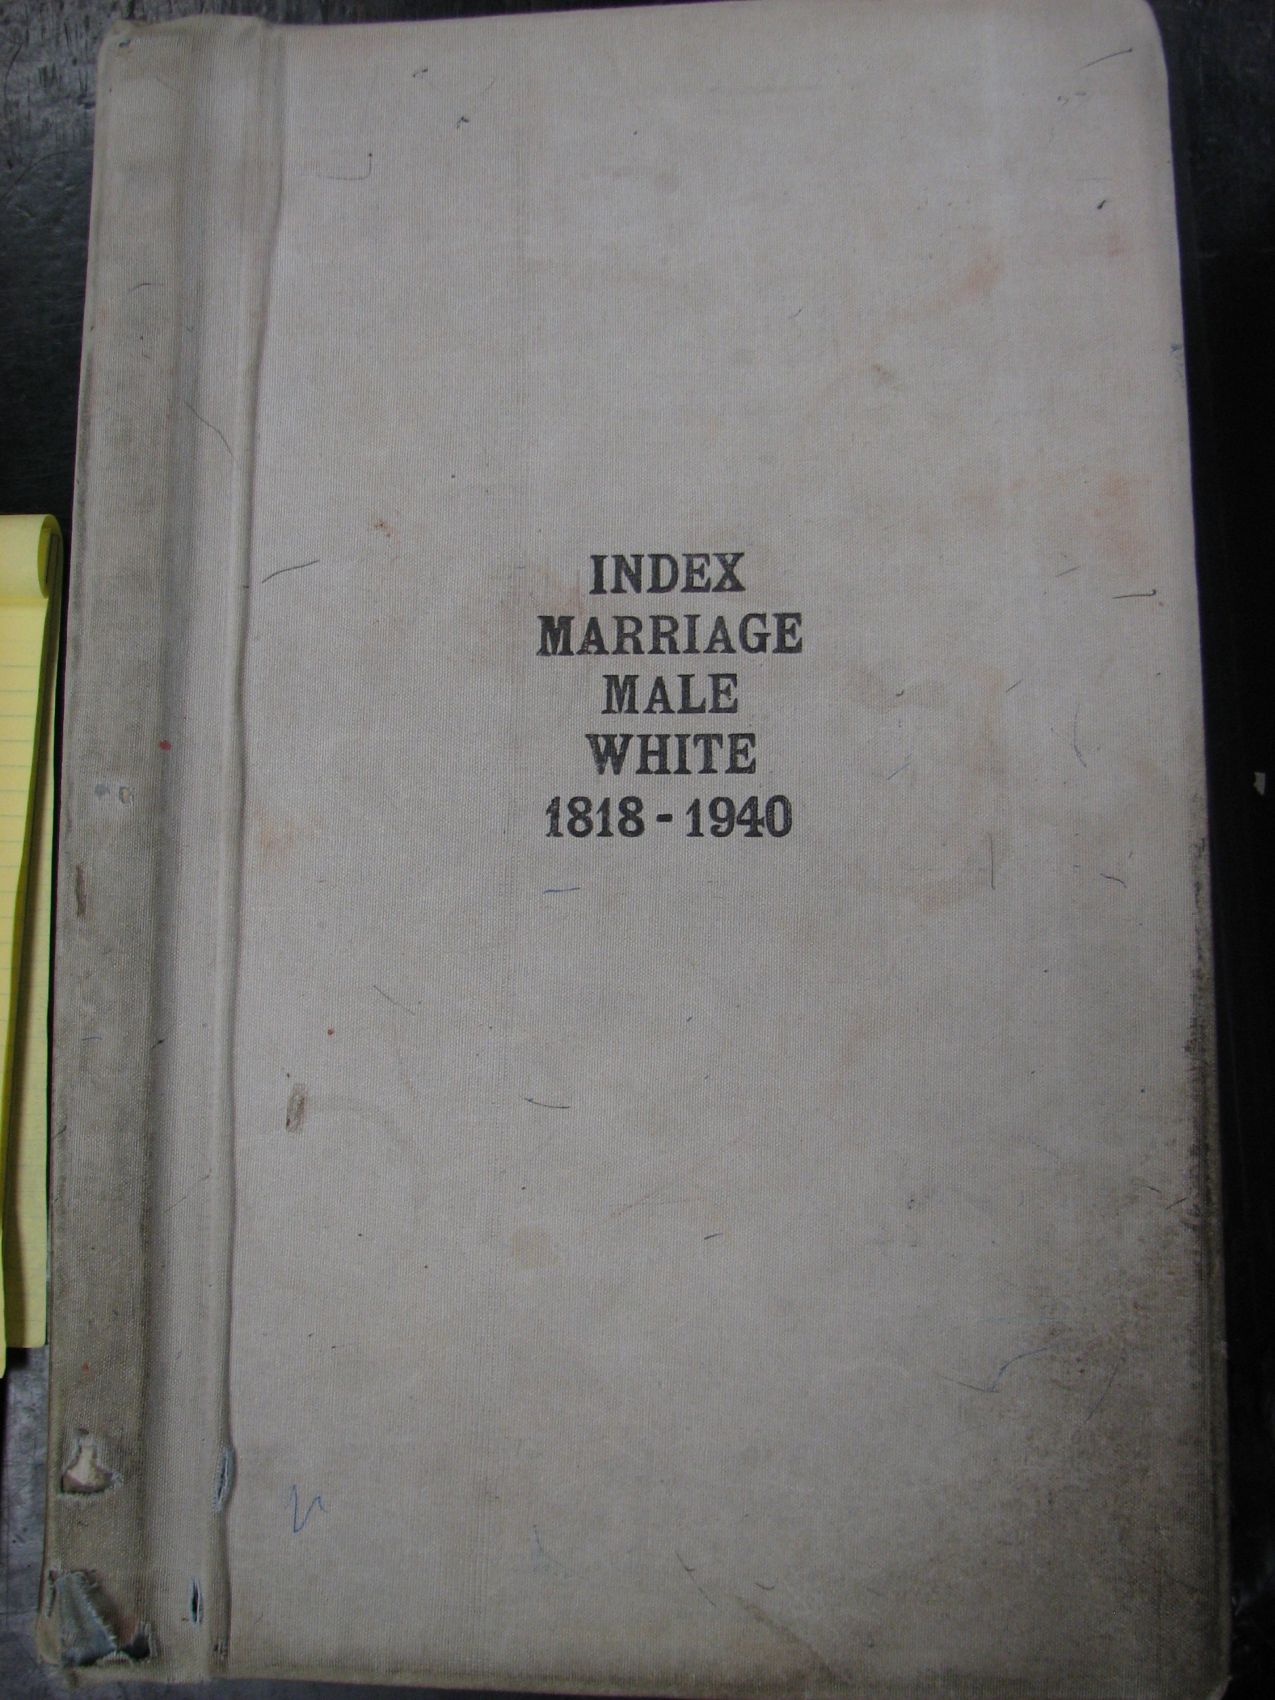 INDEX
MARRIAGE
MALE
WHITE
1818 - 1940